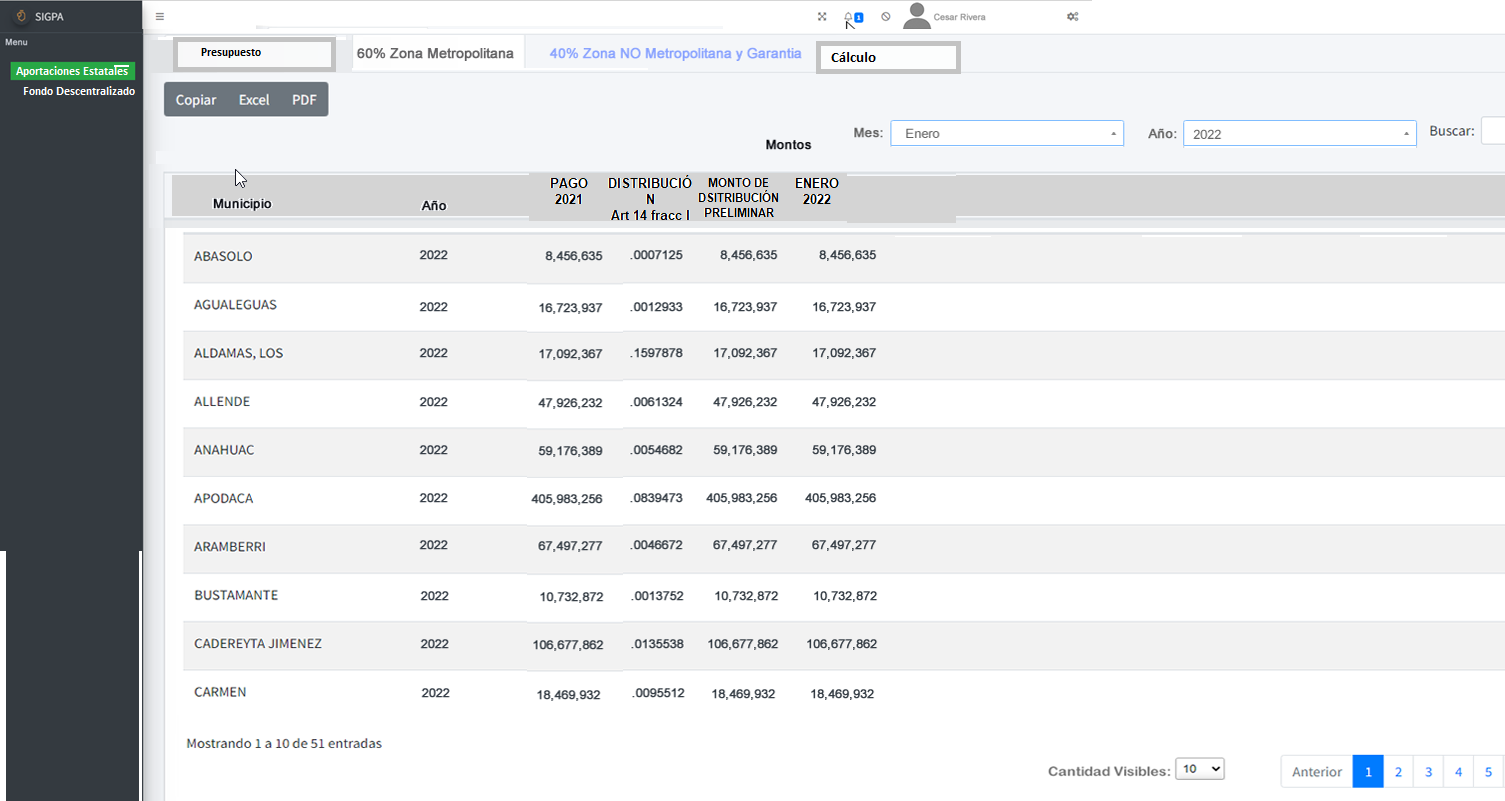 SIGPA
1
Cesar Rivera
Menu
Presupuesto
60% Zona Metropolitana
40% Zona NO Metropolitana y Garantia
Cálculo
Aportaciones Estatales
Fondo Descentralizado
Copiar Excel PDF
Montos
Mes: Enero
Año: 2022
Buscar:
Municipio
Año
PAGO
2021
DISTRIBUCIÓ
N
Art 14 fracc I
MONTO DE
DSITRIBUCIÓN
PRELIMINAR
ENERO
2022
ABASOLO 2022 8,456,635 .0007125 8,456,635 8,456,635
AGUALEGUAS 2022 16,723,937 .0012933 16,723,937 16,723,937
ALDAMAS, LOS 2022 17,092,367 .1597878 17,092,367 17,092,367
ALLENDE 2022 47,926,232 .0061324 47,926,232 47,926,232
ANAHUAC 2022 59,176,389 .0054682 59,176,389 59,176,389
APODACA 2022 405,983,256 .0839473 405,983,256 405,983,256
ARAMBERRI 2022 67,497,277 .0046672 67,497,277 67,497,277
BUSTAMANTE 2022 10,732,872 .0013752 10,732,872 10,732,872
CADEREYTA JIMENEZ 2022 106,677,862 .0135538 106,677,862 106,677,862
CARMEN 2022 18,469,932 .0095512 18,469,932 18,469,932
Mostrando 1 a 10 de 51 entradas
Cantidad Visibles: 10
Anterior 1 2 3 4 5